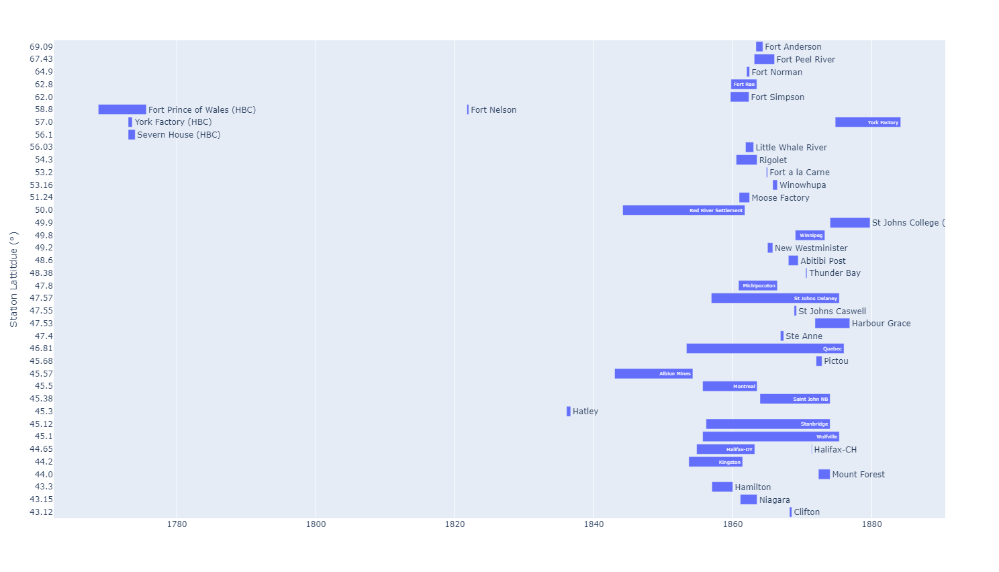 69.09 Fort Anderson
67.43 Fort Peel River
64.9 Fort Norman
62.8 Fort Rae
62.0 Fort Simpson
58.8 Fort Prince of Wales (HBC) Fort Nelson
57.0 York Factory (HBC) York Factory
56.1 Severn House (HBC)
56.03 Little Whale River
54.3 Rigolet
53.2 Fort a la Carne
53.16 Winowhupa
51.24 Moose Factory
50.0 Red River Settlement
49.9 St Johns College (
49.8 Winnipeg
49.2 New Westminister
48.6 Abitibi Post
48.38 Thunder Bay
47.8 Michipocoton
47.57 St Johns Delaney
47.55 St Johns Caswell
47.53 Harbour Grace
47.4 Ste Anne
46.81 Quebec
45.68 Pictou
45.57 Albion Mines
45.5 Montreal
45.38 Saint John NB
45.3 Hatley
45.12 Stanbridge
45.1 Wolfville
44.65 Halifax-DY Halifax-CH
44.2 Kingston
44.0 Mount Forest
43.3 Hamilton
43.15 Niagara
43.12 Clifton
1780 1800 1820 1840 1860 1880
Station Lattitdue (°)